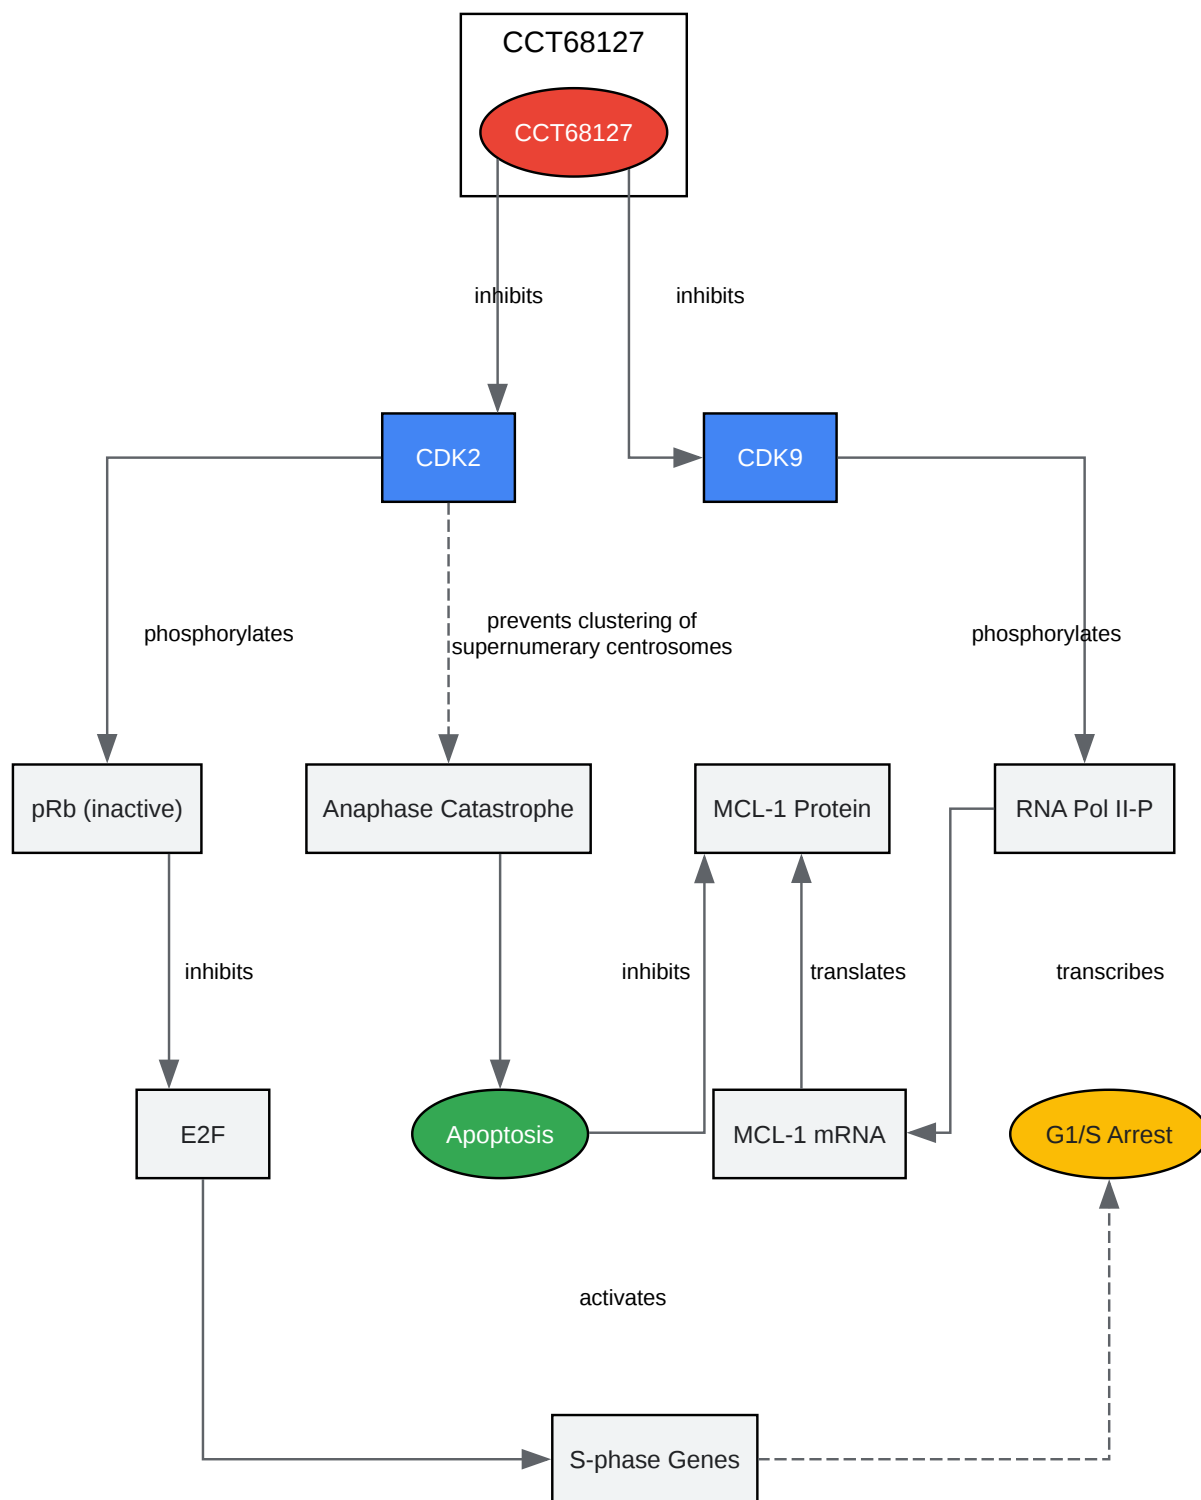 CCT68127
CCT68127
inhibits
inhibits
CDK2
CDK9
phosphorylates
prevents clustering of
supernumerary centrosomes
phosphorylates
pRb (inactive)
Anaphase Catastrophe
MCL-1 Protein
RNA Pol II-P
inhibits
inhibits
translates
transcribes
E2F
Apoptosis
MCL-1 mRNA
G1/S Arrest
activates
S-phase Genes